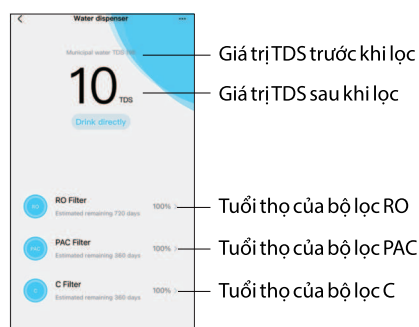 Water dispenser
Municipal water TDS
Giá trị TDS trước khi lọc
10 TDS
Giá trị TDS sau khi lọc
Drink directly
RO
RO Filter
Estimated remaining 720 days
100%
Tuổi thọ của bộ lọc RO
PAC
PAC Filter
Estimated remaining 360 days
100%
Tuổi thọ của bộ lọc PAC
C
C Filter
Estimated remaining 360 days
100%
Tuổi thọ của bộ lọc C